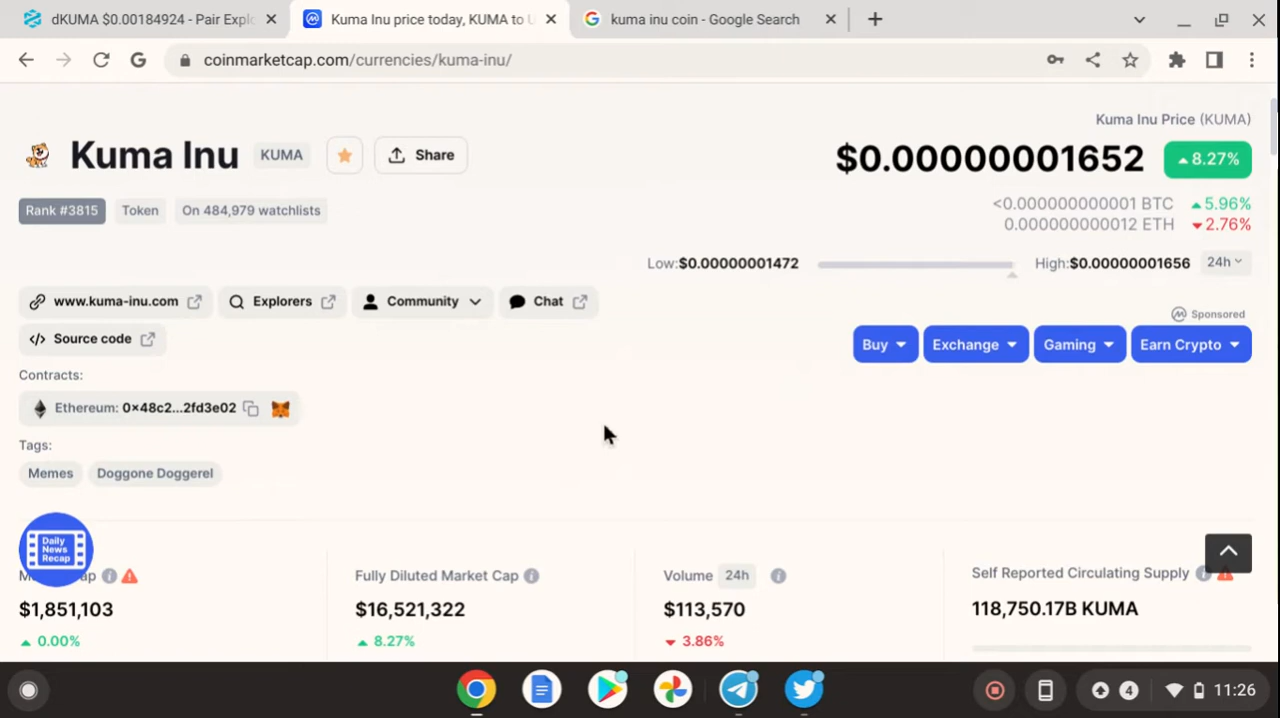 dKUMA $0.00184924 - Pair Explo
Kuma Inu price today, KUMA to U
kuma inu coin - Google Search
coinmarketcap.com/currencies/kuma-inu/
Kuma Inu Price (KUMA)
Kuma Inu KUMA Share
$0.00000001652 8.27%
Rank #3815 Token On 484,979 watchlists
<0.000000000001 BTC 5.96%
0.000000000012 ETH 2.76%
Low:$0.00000001472 High:$0.00000001656 24h
www.kuma-inu.com Explorers Community Chat
Sponsored
Source code
Buy Exchange Gaming Earn Crypto
Contracts:
Ethereum: 0×48c2...2fd3e02
Tags:
Memes Doggone Doggerel
Daily
News
Recap
Fully Diluted Market Cap Volume 24h Self Reported Circulating Supply
$1,851,103 $16,521,322 $113,570 118,750.17B KUMA
0.00% 8.27% 3.86%
4 11:26